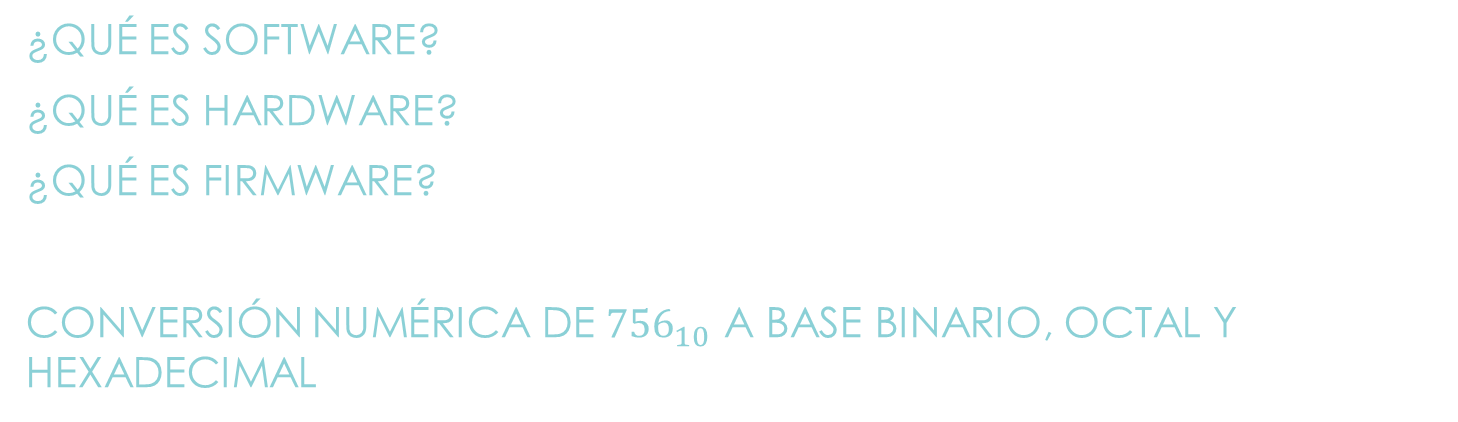 ¿QUÉ ES SOFTWARE?
¿QUÉ ES HARDWARE?
¿QUÉ ES FIRMWARE?
CONVERSIÓN NUMÉRICA DE 756₁₀ A BASE BINARIO, OCTAL Y
HEXADECIMAL